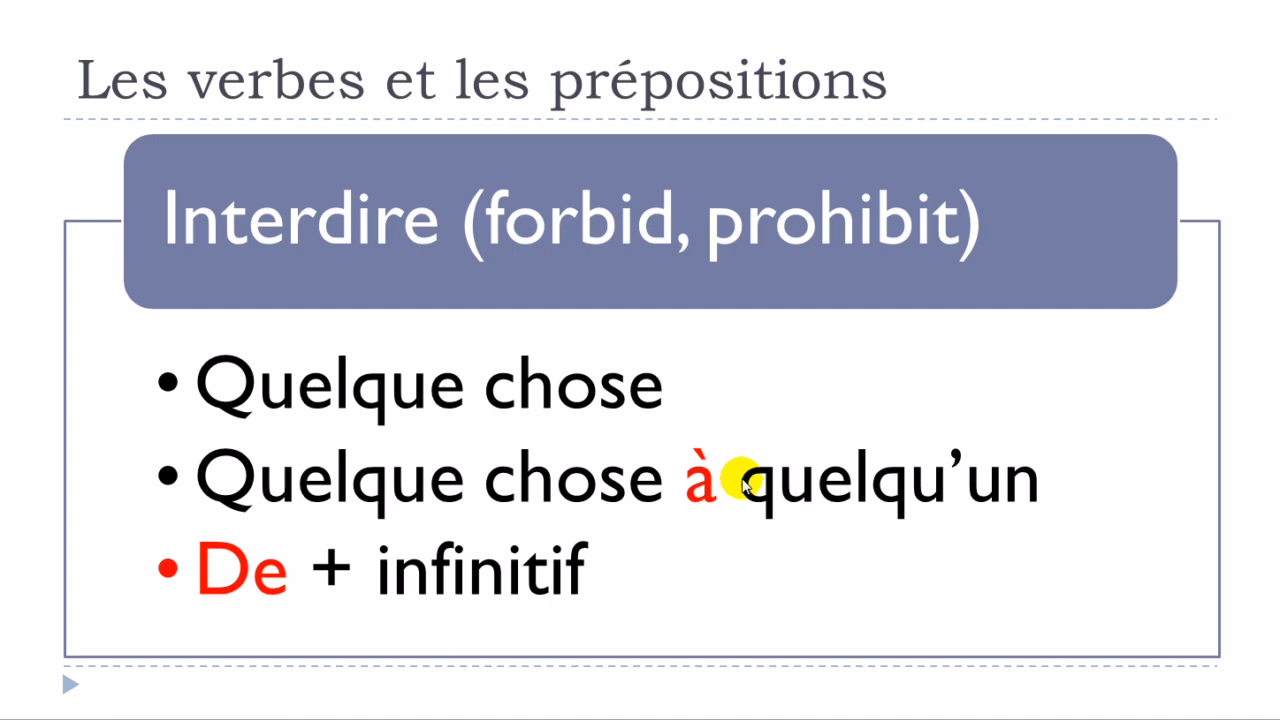 Les verbes et les prépositions
Interdire (forbid, prohibit)
• Quelque chose
• Quelque chose à quelqu’un
• De + infinitif